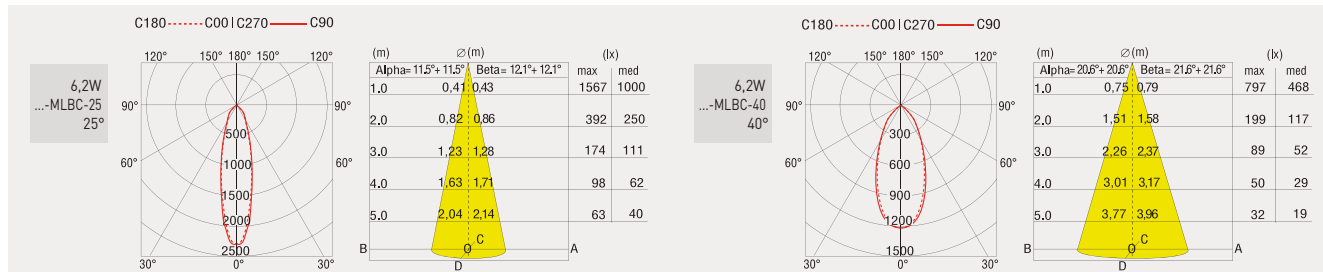 C180 -------- C00 | C270 ——— C90
120° 150° 180° 150° 120°
6,2W
...-MLBC-25
25°
90° 90°
500
60° 1000 60°
1500
2000
2500
30° 0° 30°
(m) ∅(m) (lx)
Alpha= 11.5°+ 11.5° Beta= 12.1°+ 12.1° max med
1.0 0,41 0,43 1567 1000
2.0 0,82 0,86 392 250
3.0 1,23 1,28 174 111
4.0 1,63 1,71 98 62
5.0 2,04 2,14 63 40
C
B O A
D
C180 -------- C00 | C270 ——— C90
120° 150° 180° 150° 120°
6,2W
...-MLBC-40
40°
90° 90°
300
60° 600 60°
900
1200
1500
30° 0° 30°
(m) ∅(m) (lx)
Alpha= 20.6°+ 20.6° Beta= 21.6°+ 21.6° max med
1.0 0,75 0,79 797 468
2.0 1,51 1,58 199 117
3.0 2,26 2,37 89 52
4.0 3,01 3,17 50 29
5.0 3,77 3,96 32 19
C
B O A
D